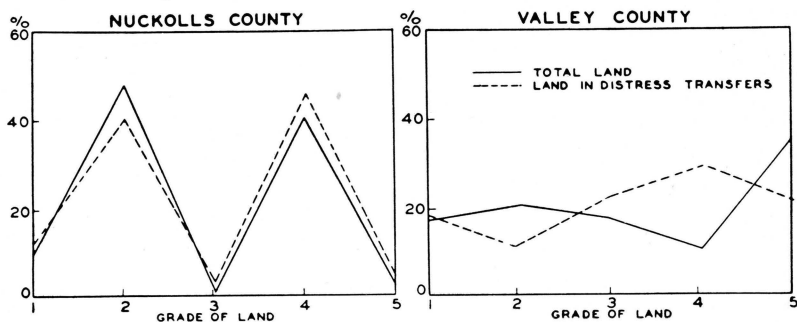 NUCKOLLS COUNTY
%
60
40
20
0
1 2 3 4 5
GRADE OF LAND
VALLEY COUNTY
%
60
TOTAL LAND
LAND IN DISTRESS TRANSFERS
40
20
0
1 2 3 4 5
GRADE OF LAND